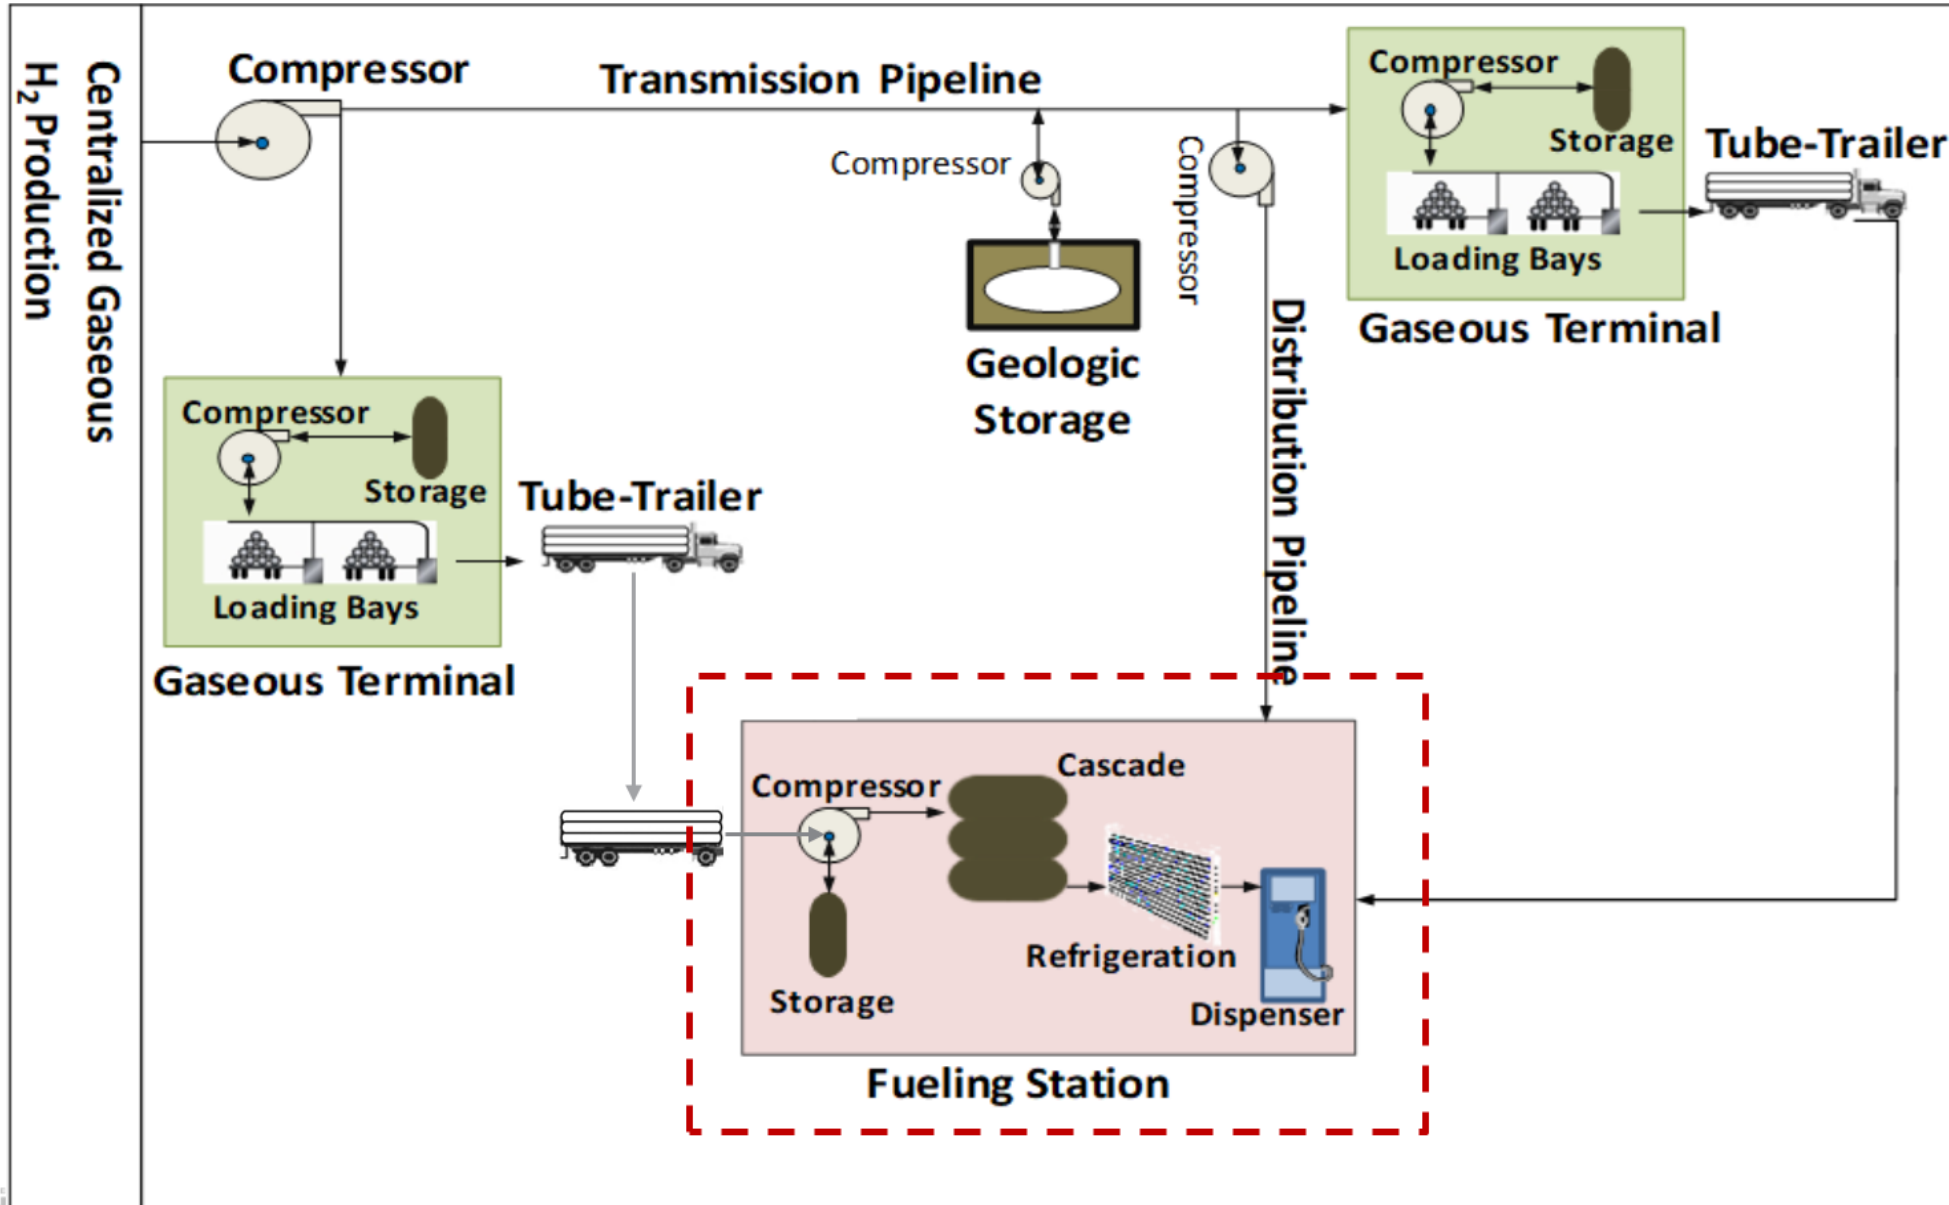 Centralized Gaseous
H₂ Production
Compressor
Transmission Pipeline
Compressor
Compressor
Geologic
Storage
Distribution Pipeline
Compressor
Storage
Loading Bays
Gaseous Terminal
Tube-Trailer
Compressor
Storage
Loading Bays
Gaseous Terminal
Tube-Trailer
Compressor
Cascade
Refrigeration
Storage
Dispenser
Fueling Station